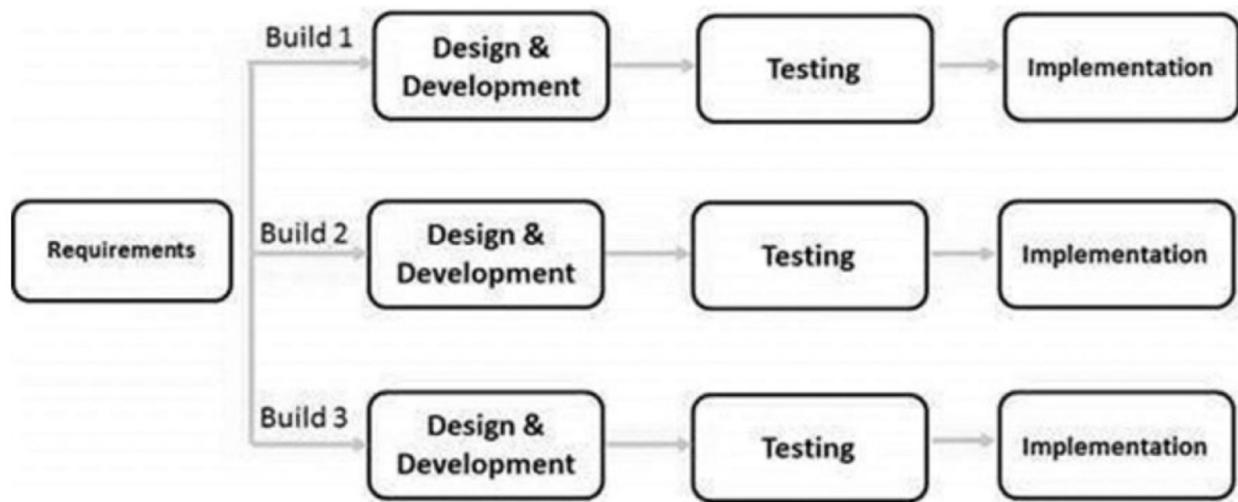 Build 1
Design &
Development
Testing
Implementation
Requirements
Build 2
Design &
Development
Testing
Implementation
Build 3
Design &
Development
Testing
Implementation